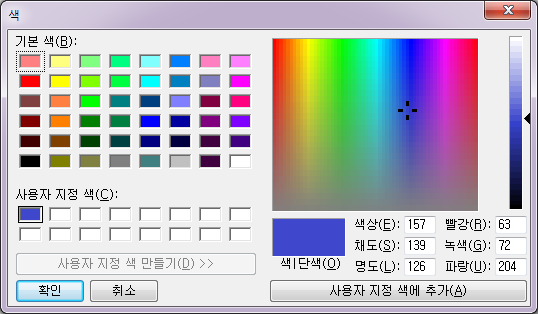 색
기본 색(B):
사용자 지정 색(C):
사용자 지정 색 만들기(D) >>
확인
취소
색|단색(O)
색상(E): 157
빨강(R): 63
채도(S): 139
녹색(G): 72
명도(L): 126
파랑(U): 204
사용자 지정 색에 추가(A)